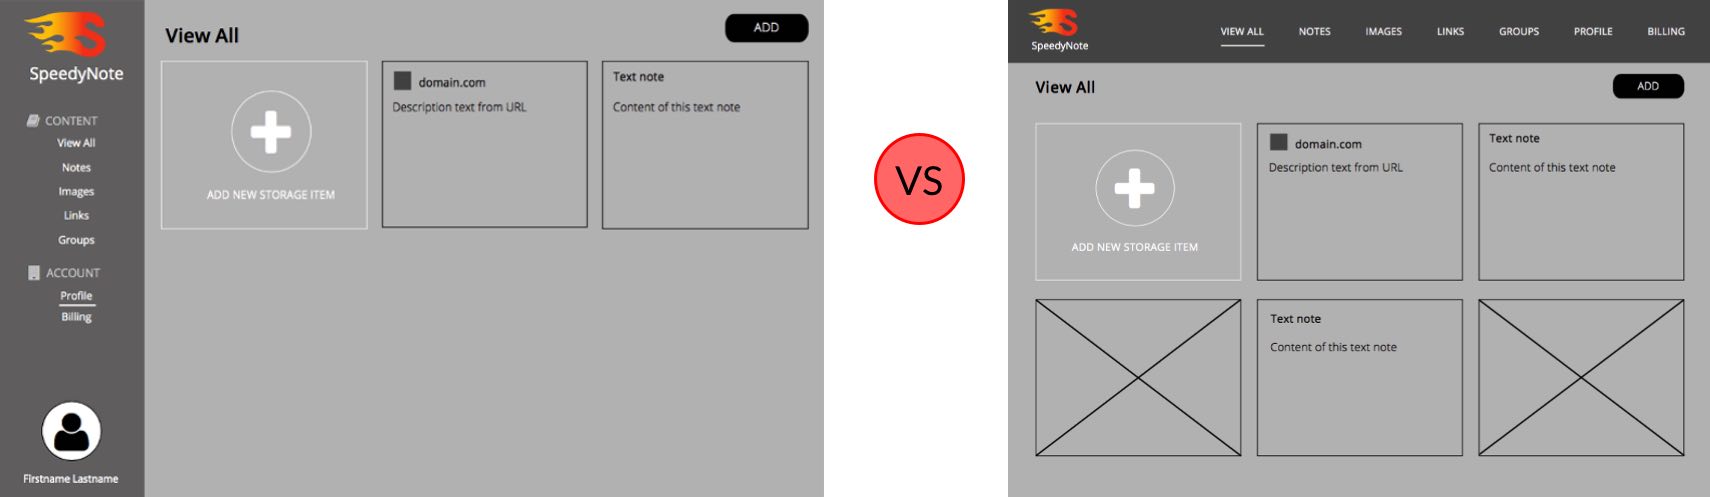 S
SpeedyNote
CONTENT
View All
Notes
Images
Links
Groups
ACCOUNT
Profile
Billing
Firstname Lastname
View All
ADD
ADD NEW STORAGE ITEM
domain.com
Description text from URL
Text note
Content of this text note
VS
S
SpeedyNote
VIEW ALL NOTES IMAGES LINKS GROUPS PROFILE BILLING
View All
ADD
ADD NEW STORAGE ITEM
domain.com
Description text from URL
Text note
Content of this text note
Text note
Content of this text note